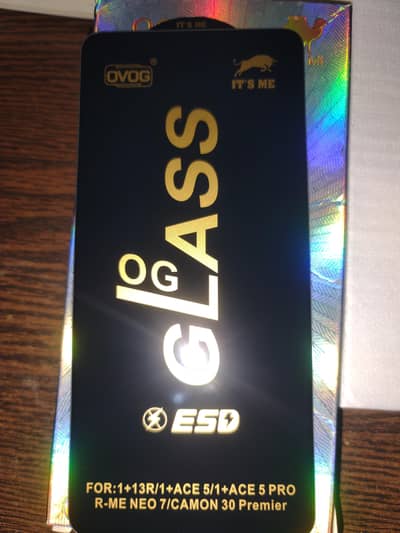 IT'S ME
OVOG®
IT'S ME
OG
GLASS
ESD
FOR:1+13R/1+ACE 5/1+ACE 5 PRO
R-ME NEO 7/CAMON 30 Premier